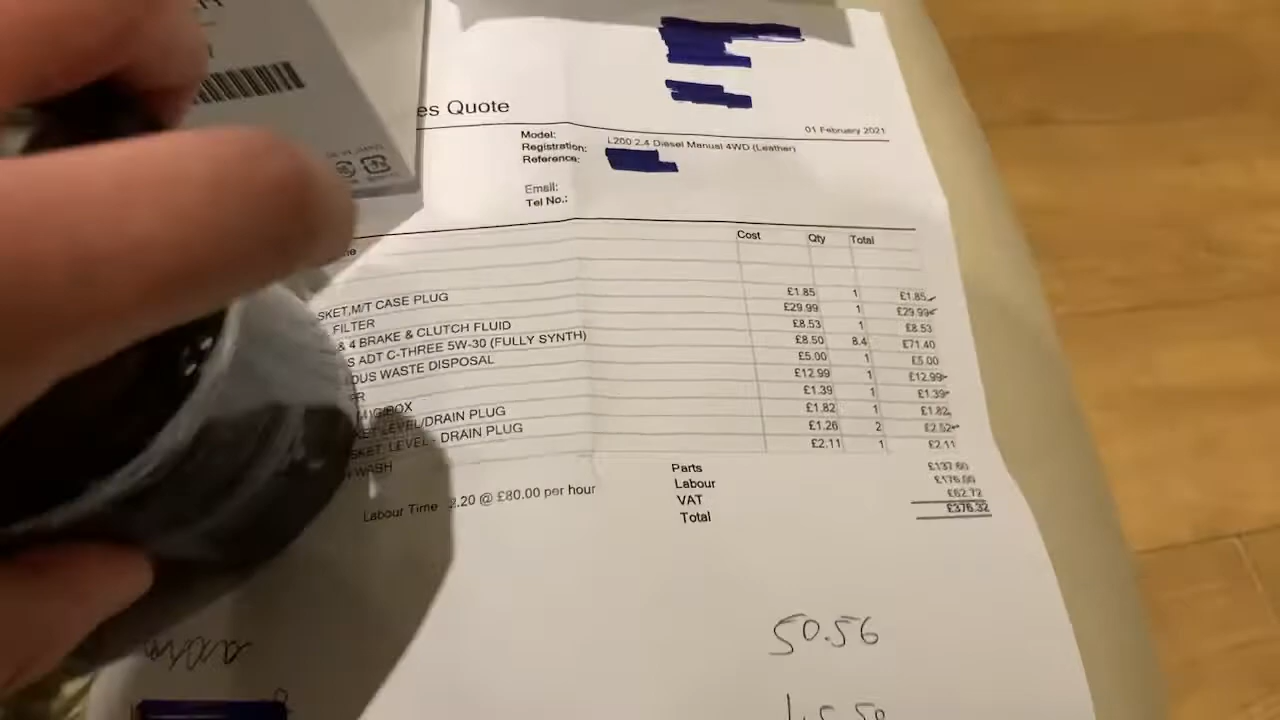 es Quote
01 February 2021
Model: L200 2.4 Diesel Manual 4WD (Leather)
Registration:
Reference:
Email:
Tel No.:
Cost Qty Total
SKET,M/T CASE PLUG £1.85 1 £1.85
FILTER £29.99 1 £29.99
& 4 BRAKE & CLUTCH FLUID £8.53 1 £8.53
S ADT C-THREE 5W-30 (FULLY SYNTH) £8.50 8.4 £71.40
DUS WASTE DISPOSAL £5.00 1 £5.00
£12.99 1 £12.99
£1.39 1 £1.39
KET LEVEL/DRAIN PLUG £1.82 1 £1.82
SKET, LEVEL - DRAIN PLUG £1.26 2 £2.52
WASH £2.11 1 £2.11
Parts £137.60
Labour Time 2.20 @ £80.00 per hour Labour £176.00
VAT £62.72
Total £376.32
50.56